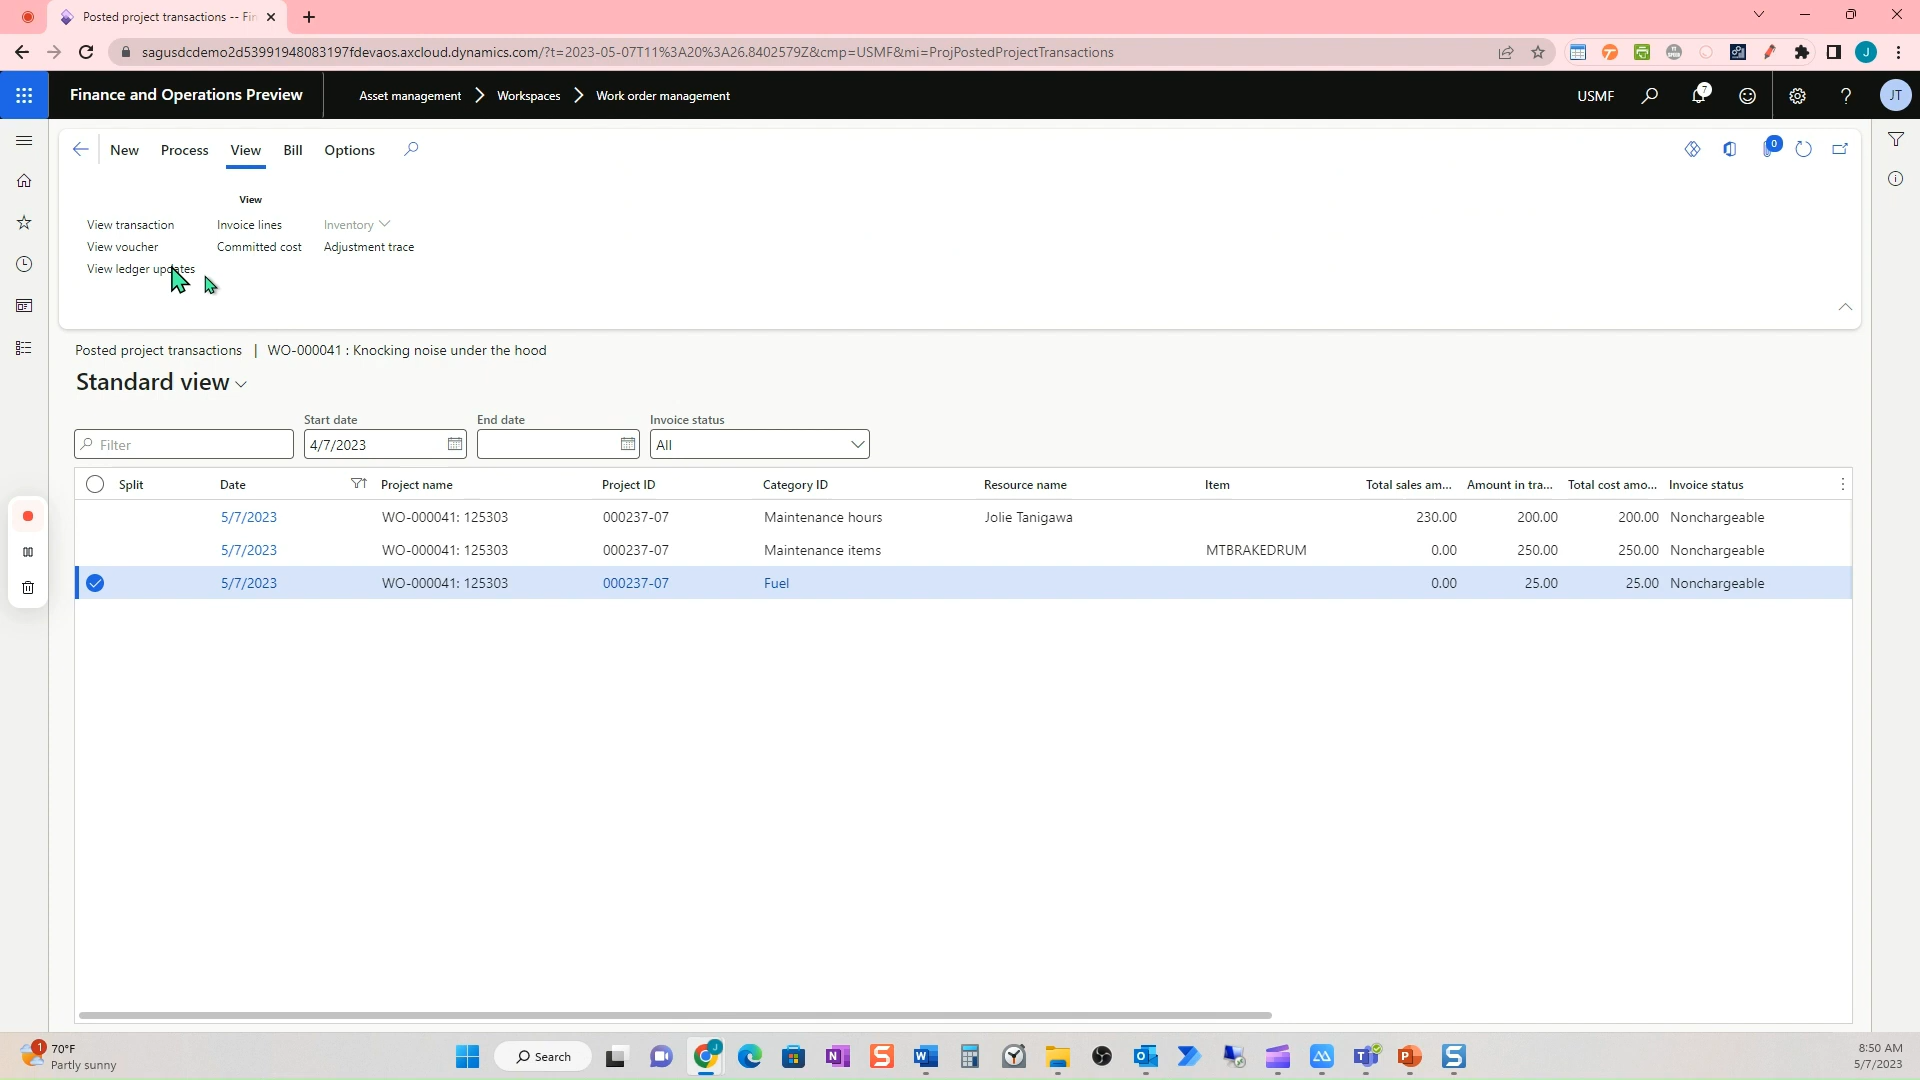 Posted project transactions -- Fin
sagusdcdemo2d53991948083197fdevaos.axcloud.dynamics.com/?t=2023-05-07T11%3A20%3A26.8402579Z&cmp=USMF&mi=ProjPostedProjectTransactions
Finance and Operations Preview
Asset management > Workspaces > Work order management
USMF
7
JT
New Process View Bill Options
0
View
View transaction Invoice lines Inventory
View voucher Committed cost Adjustment trace
View ledger updates
Posted project transactions | WO-000041 : Knocking noise under the hood
Standard view
Start date End date Invoice status
Filter 4/7/2023 All
Split Date Project name Project ID Category ID Resource name Item Total sales am... Amount in tra... Total cost amo... Invoice status
5/7/2023 WO-000041: 125303 000237-07 Maintenance hours Jolie Tanigawa 230.00 200.00 200.00 Nonchargeable
5/7/2023 WO-000041: 125303 000237-07 Maintenance items MTBRAKEDRUM 0.00 250.00 250.00 Nonchargeable
5/7/2023 WO-000041: 125303 000237-07 Fuel 0.00 25.00 25.00 Nonchargeable
1
70°F
Partly sunny
Search
8:50 AM
5/7/2023